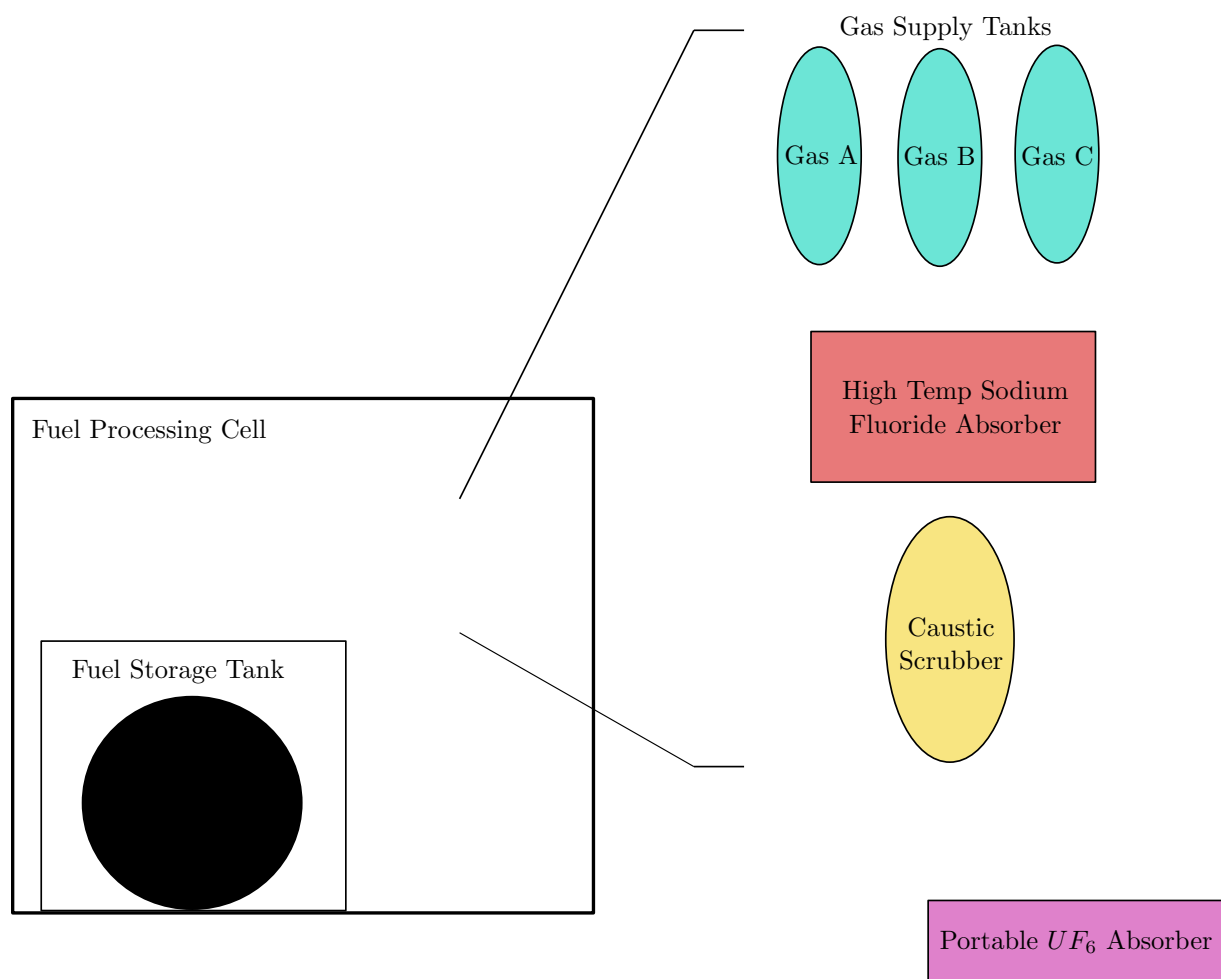 Gas Supply Tanks
Gas A
Gas B
Gas C
High Temp Sodium
Fluoride Absorber
Fuel Processing Cell
Caustic
Scrubber
Fuel Storage Tank
Portable UF₆ Absorber